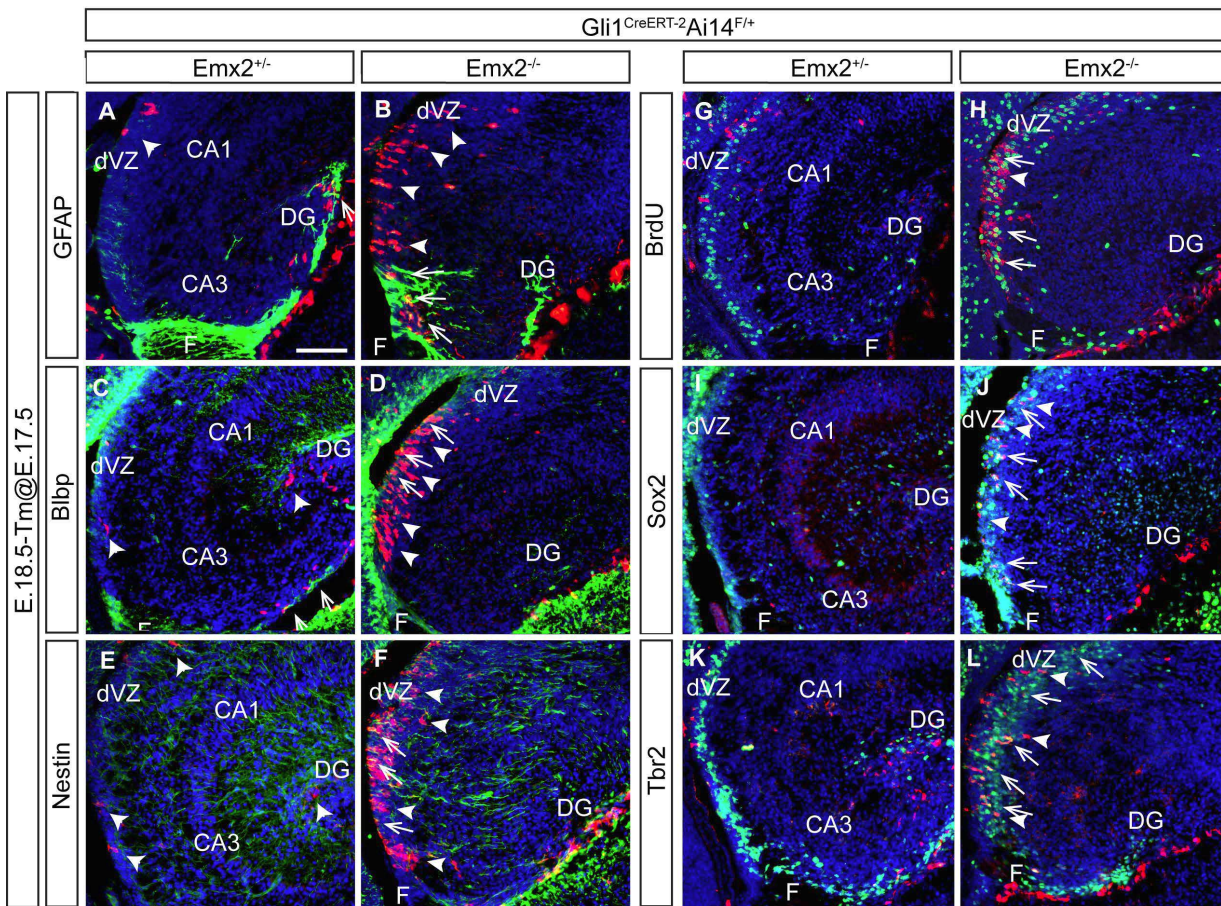 Gli1CreERT-2Ai14F/+
Emx2+/-
Emx2-/-
Emx2+/-
Emx2-/-
E.18.5-Tm@E.17.5
GFAP
A
dVZ
CA1
DG
CA3
F
B
dVZ
DG
F
BrdU
G
dVZ
CA1
DG
CA3
F
H
dVZ
DG
F
Blbp
C
CA1
DG
dVZ
CA3
F
D
dVZ
DG
F
Sox2
I
dVZ
CA1
DG
CA3
F
J
dVZ
DG
F
Nestin
E
dVZ
CA1
DG
CA3
F
dVZ
DG
F
Tbr2
K
dVZ
CA1
DG
CA3
F
L
dVZ
DG
F